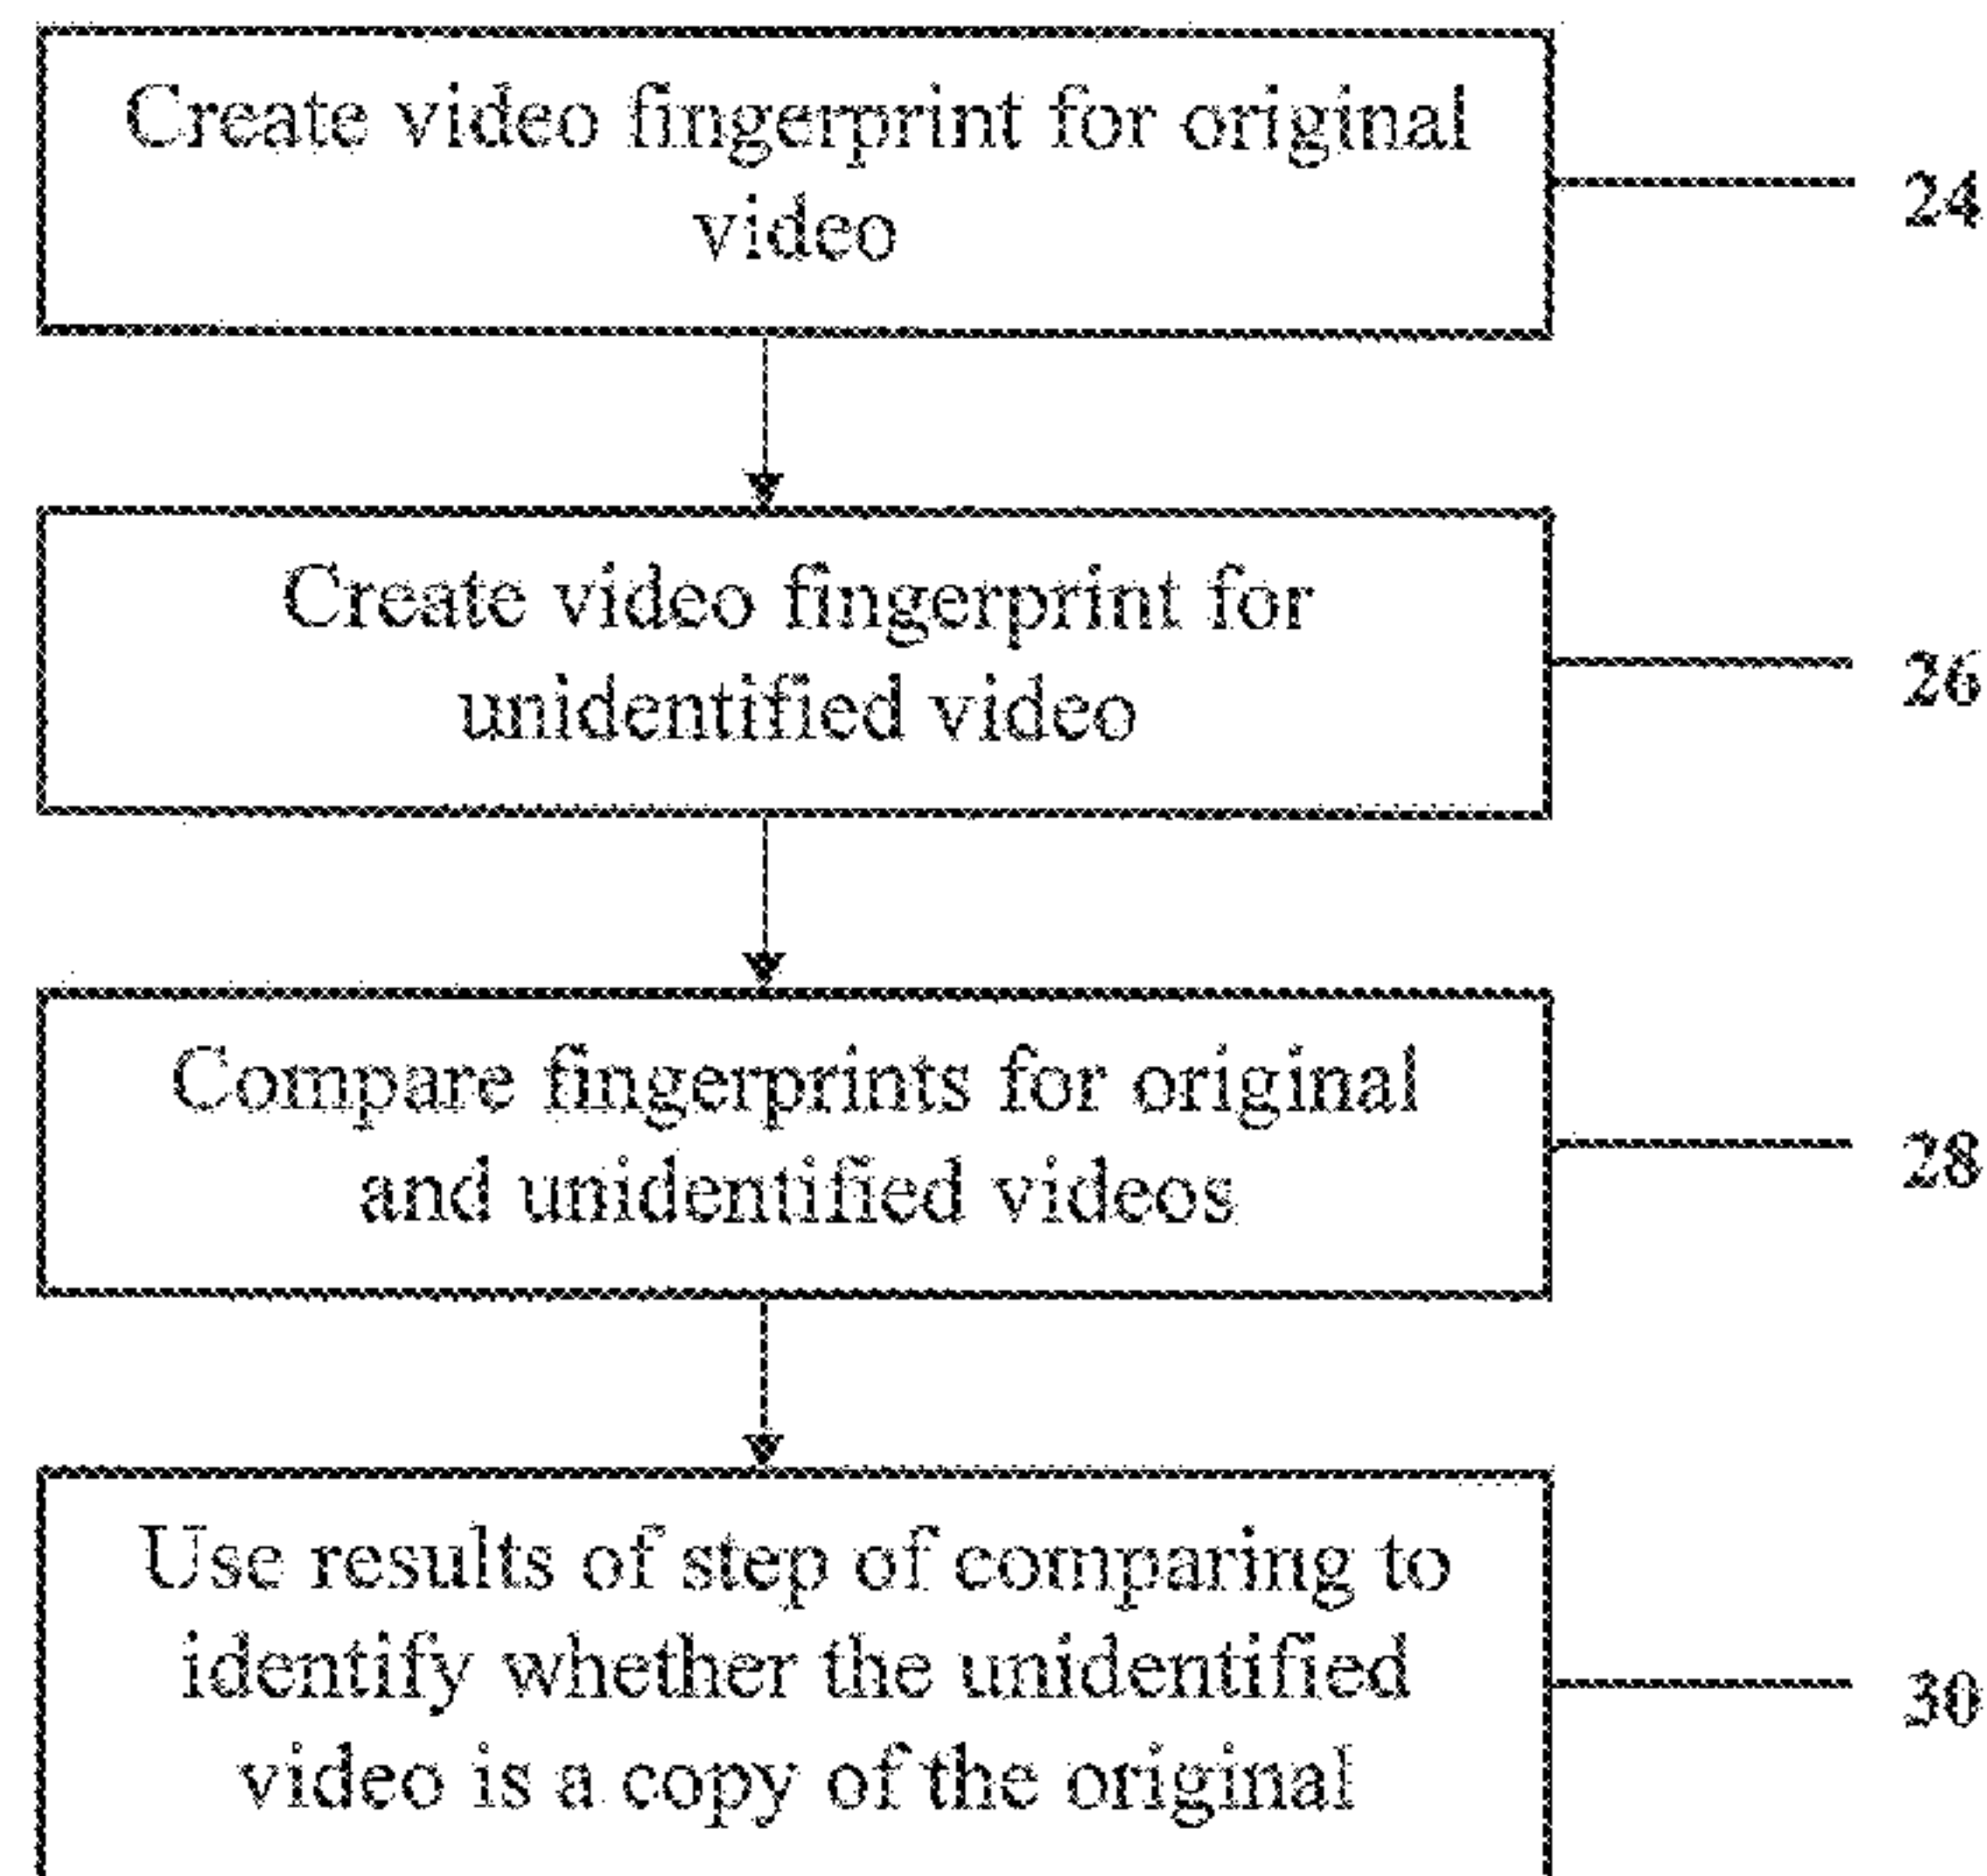 Create video fingerprint for original
video
24
Create video fingerprint for
unidentified video
26
Compare fingerprints for original
and unidentified videos
28
Use results of step of comparing to
identify whether the unidentified
video is a copy of the original
30